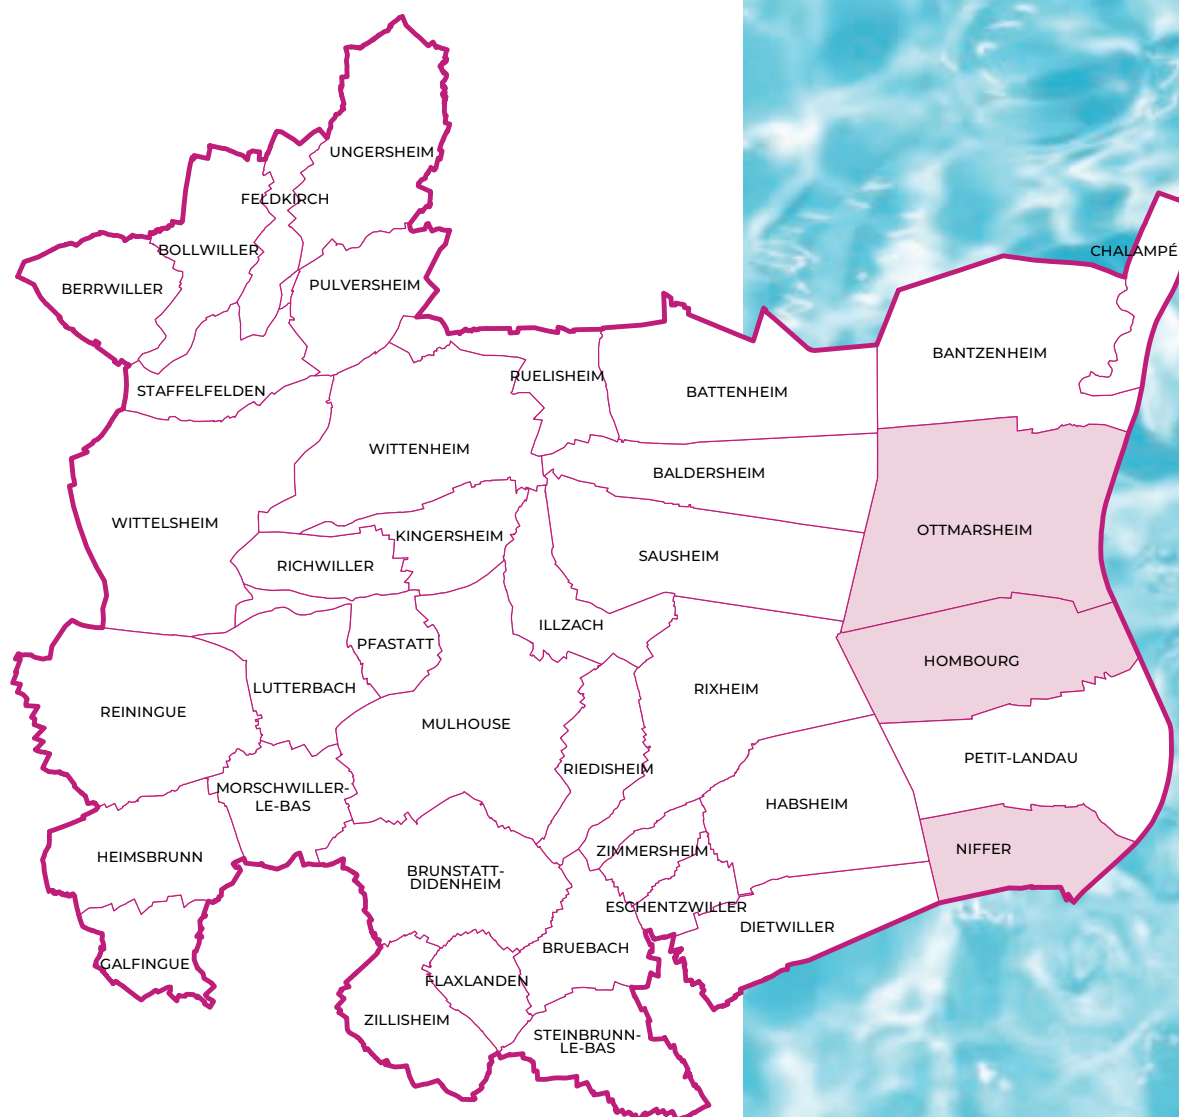 UNGERSHEIM
FELDKIRCH
BOLLWILLER
CHALAMPÉ
BERRWILLER
PULVERSHEIM
BANTZENHEIM
RUELISHEIM
STAFFELFELDEN
BATTENHEIM
WITTENHEIM
BALDERSHEIM
WITTELSHEIM
OTTMARSHEIM
KINGERSHEIM
SAUSHEIM
RICHWILLER
ILLZACH
PFASTATT
HOMBOURG
LUTTERBACH
RIXHEIM
REININGUE
MULHOUSE
PETIT-LANDAU
RIEDISHEIM
MORSCHWILLER-
LE-BAS
HABSHEIM
NIFFER
ZIMMERSHEIM
HEIMSBRUNN
BRUNSTATT-
DIDENHEIM
ESCHENTZWILLER
DIETWILLER
BRUEBACH
GALFINGUE
FLAXLANDEN
ZILLISHEIM
STEINBRUNN-
LE-BAS